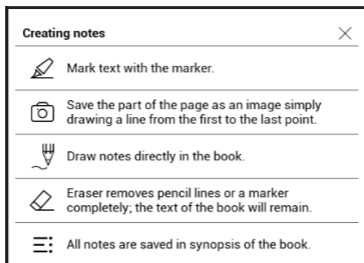 Creating notes
Mark text with the marker.
Save the part of the page as an image simply
drawing a line from the first to the last point.
Draw notes directly in the book.
Eraser removes pencil lines or a marker
completely; the text of the book will remain.
All notes are saved in synopsis of the book.